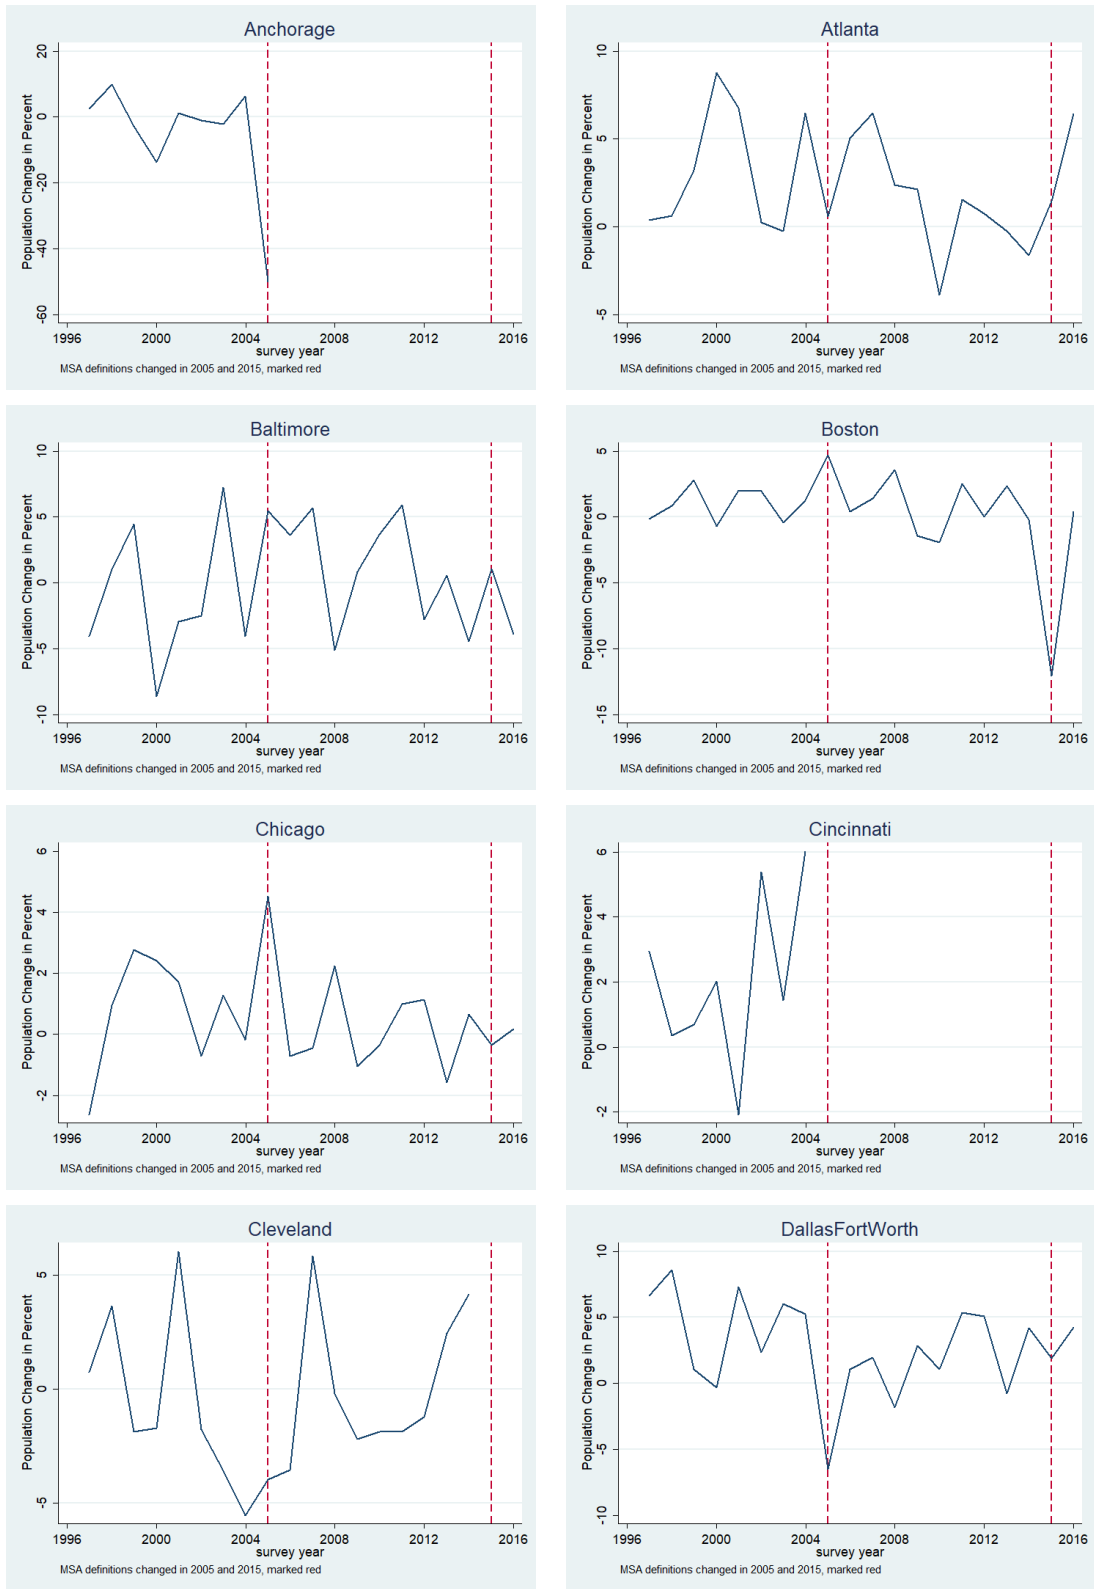 Anchorage
Population Change in Percent
20
0
-20
-40
-60
1996 2000 2004 2008 2012 2016
survey year
MSA definitions changed in 2005 and 2015, marked red
Atlanta
Population Change in Percent
10
5
0
-5
1996 2000 2004 2008 2012 2016
survey year
MSA definitions changed in 2005 and 2015, marked red
Baltimore
Population Change in Percent
10
5
0
-5
-10
1996 2000 2004 2008 2012 2016
survey year
MSA definitions changed in 2005 and 2015, marked red
Boston
Population Change in Percent
5
0
-5
-10
-15
1996 2000 2004 2008 2012 2016
survey year
MSA definitions changed in 2005 and 2015, marked red
Chicago
Population Change in Percent
6
4
2
0
-2
1996 2000 2004 2008 2012 2016
survey year
MSA definitions changed in 2005 and 2015, marked red
Cincinnati
Population Change in Percent
6
4
2
0
-2
1996 2000 2004 2008 2012 2016
survey year
MSA definitions changed in 2005 and 2015, marked red
Cleveland
Population Change in Percent
5
0
-5
1996 2000 2004 2008 2012 2016
survey year
MSA definitions changed in 2005 and 2015, marked red
DallasFortWorth
Population Change in Percent
10
5
0
-5
-10
1996 2000 2004 2008 2012 2016
survey year
MSA definitions changed in 2005 and 2015, marked red